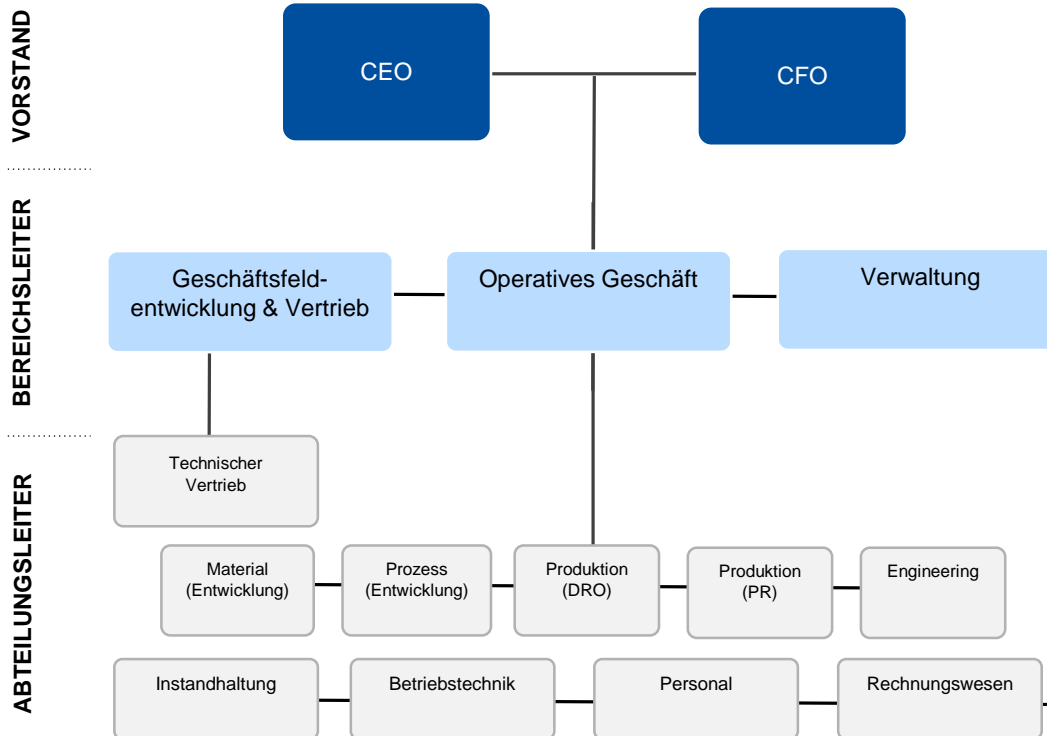 VORSTAND
CEO
CFO
BEREICHSLEITER
Geschäftsfeld-
entwicklung & Vertrieb
Operatives Geschäft
Verwaltung
ABTEILUNGSLEITER
Technischer
Vertrieb
Material
(Entwicklung)
Prozess
(Entwicklung)
Produktion
(DRO)
Produktion
(PR)
Engineering
Instandhaltung
Betriebstechnik
Personal
Rechnungswesen